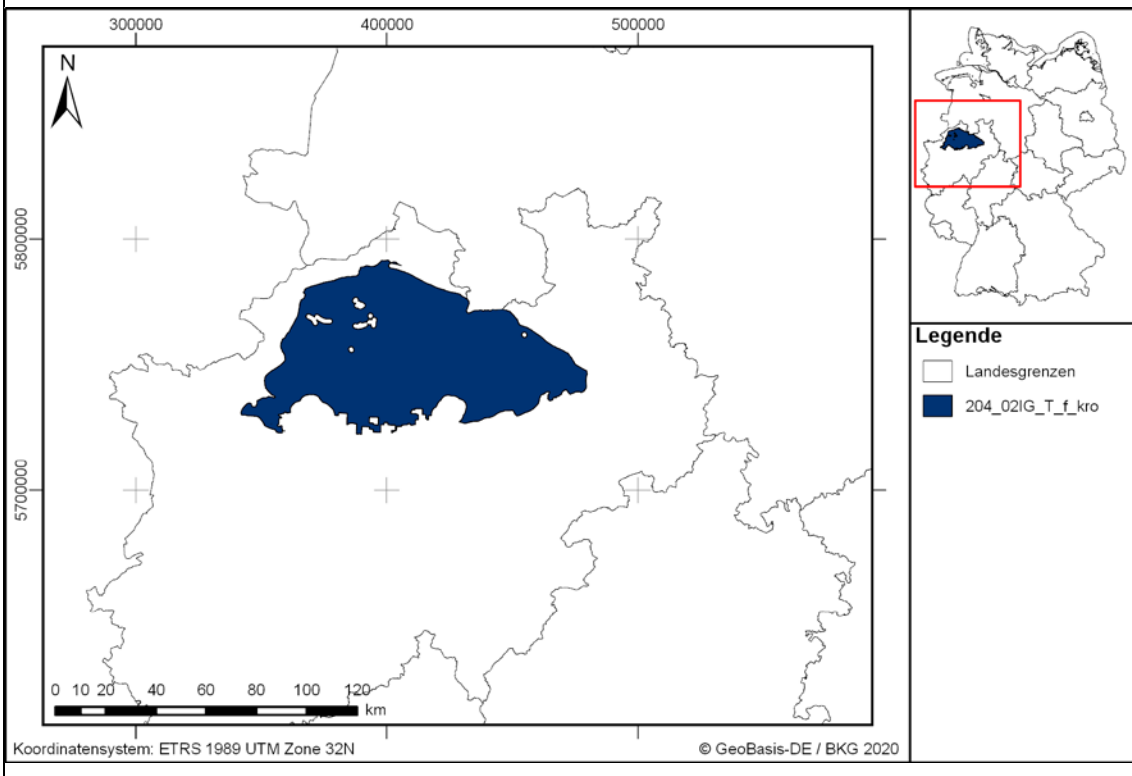 300000 400000 500000
N
5800000
5700000
0 10 20 40 60 80 100 120
km
Koordinatensystem: ETRS 1989 UTM Zone 32N
© GeoBasis-DE / BKG 2020
Legende
Landesgrenzen
204_02IG_T_f_kro